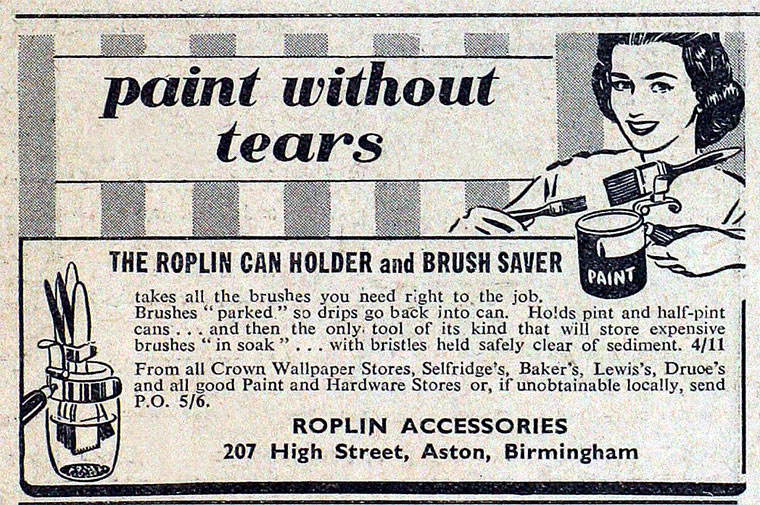 paint without
tears
PAINT
THE ROPLIN CAN HOLDER and BRUSH SAVER
takes all the brushes you need right to the job.
Brushes "parked" so drips go back into can. Holds pint and half-pint
cans . . . and then the only tool of its kind that will store expensive
brushes "in soak" . . . with bristles held safely clear of sediment. 4/11
From all Crown Wallpaper Stores, Selfridge's, Baker's, Lewis's, Druce's
and all good Paint and Hardware Stores or, if unobtainable locally, send
P.O. 5/6.
ROPLIN ACCESSORIES
207 High Street, Aston, Birmingham